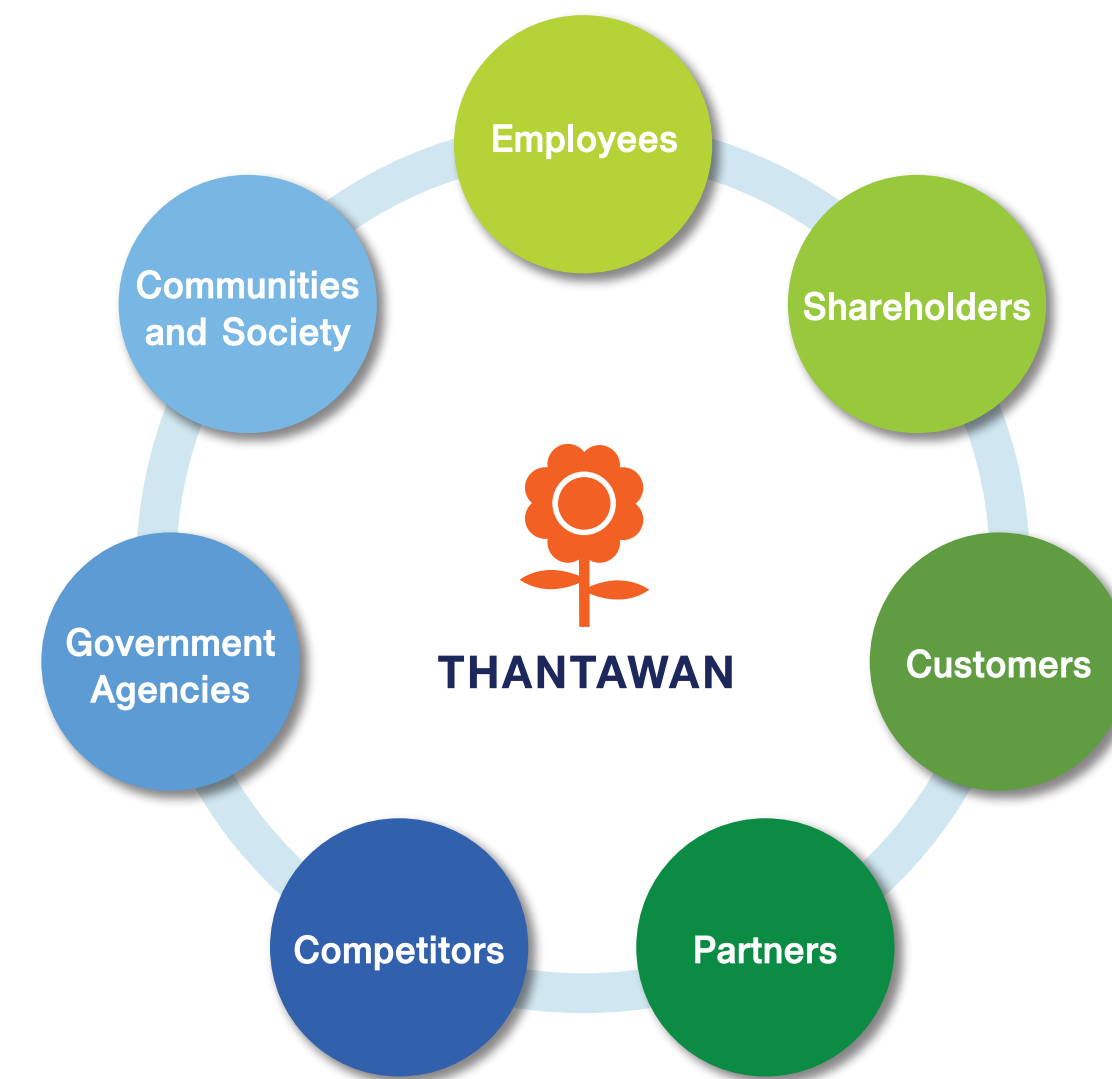 Employees
Shareholders
Customers
Partners
Competitors
Government
Agencies
Communities
and Society
THANTAWAN